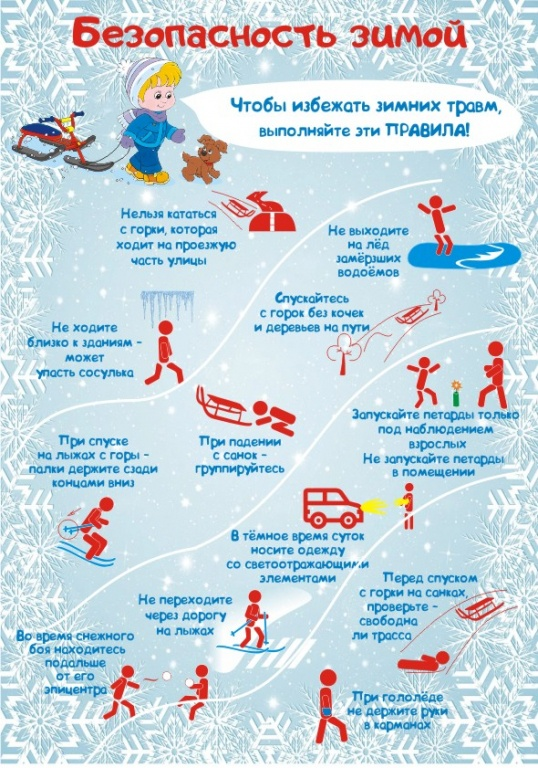 Безопасность зимой
Чтобы избежать зимних травм,
выполняйте эти ПРАВИЛА!
Нельзя кататься
с горки, которая
ходит на проезжую
часть улицы
Не выходите
на лёд
замёрзших
водоёмов
Спускайтесь
с горок без кочек
и деревьев на пути
Не ходите
близко к зданиям -
может
упасть сосулька
Запускайте петарды только
под наблюдением
взрослых
Не запускайте петарды
в помещении
При спуске
на лыжах с горы -
палки держите сзади
концами вниз
При падении
с санок -
группируйтесь
В тёмное время суток
носите одежду
со светоотражающими
элементами
Перед спуском
с горки на санках,
проверьте -
свободна
ли трасса
Не переходите
через дорогу
на лыжах
Во время снежного
боя находитесь
подальше
от его
эпицентра
При гололёде
не держите руки
в карманах